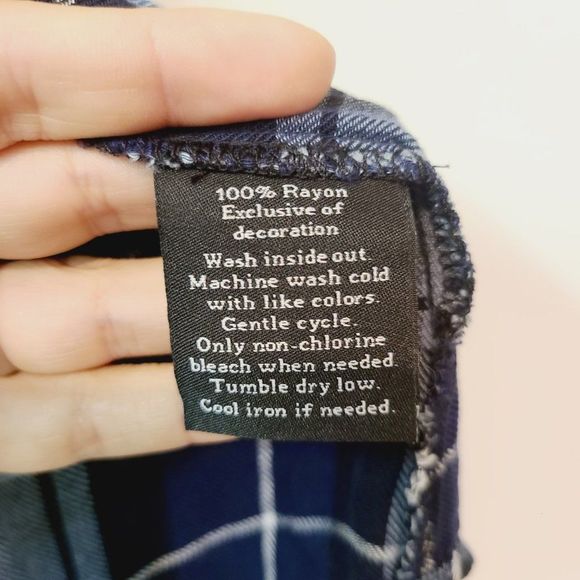 100% Rayon
Exclusive of
decoration
Wash inside out.
Machine wash cold
with like colors.
Gentle cycle.
Only non-chlorine
bleach when needed.
Tumble dry low.
Cool iron if needed.